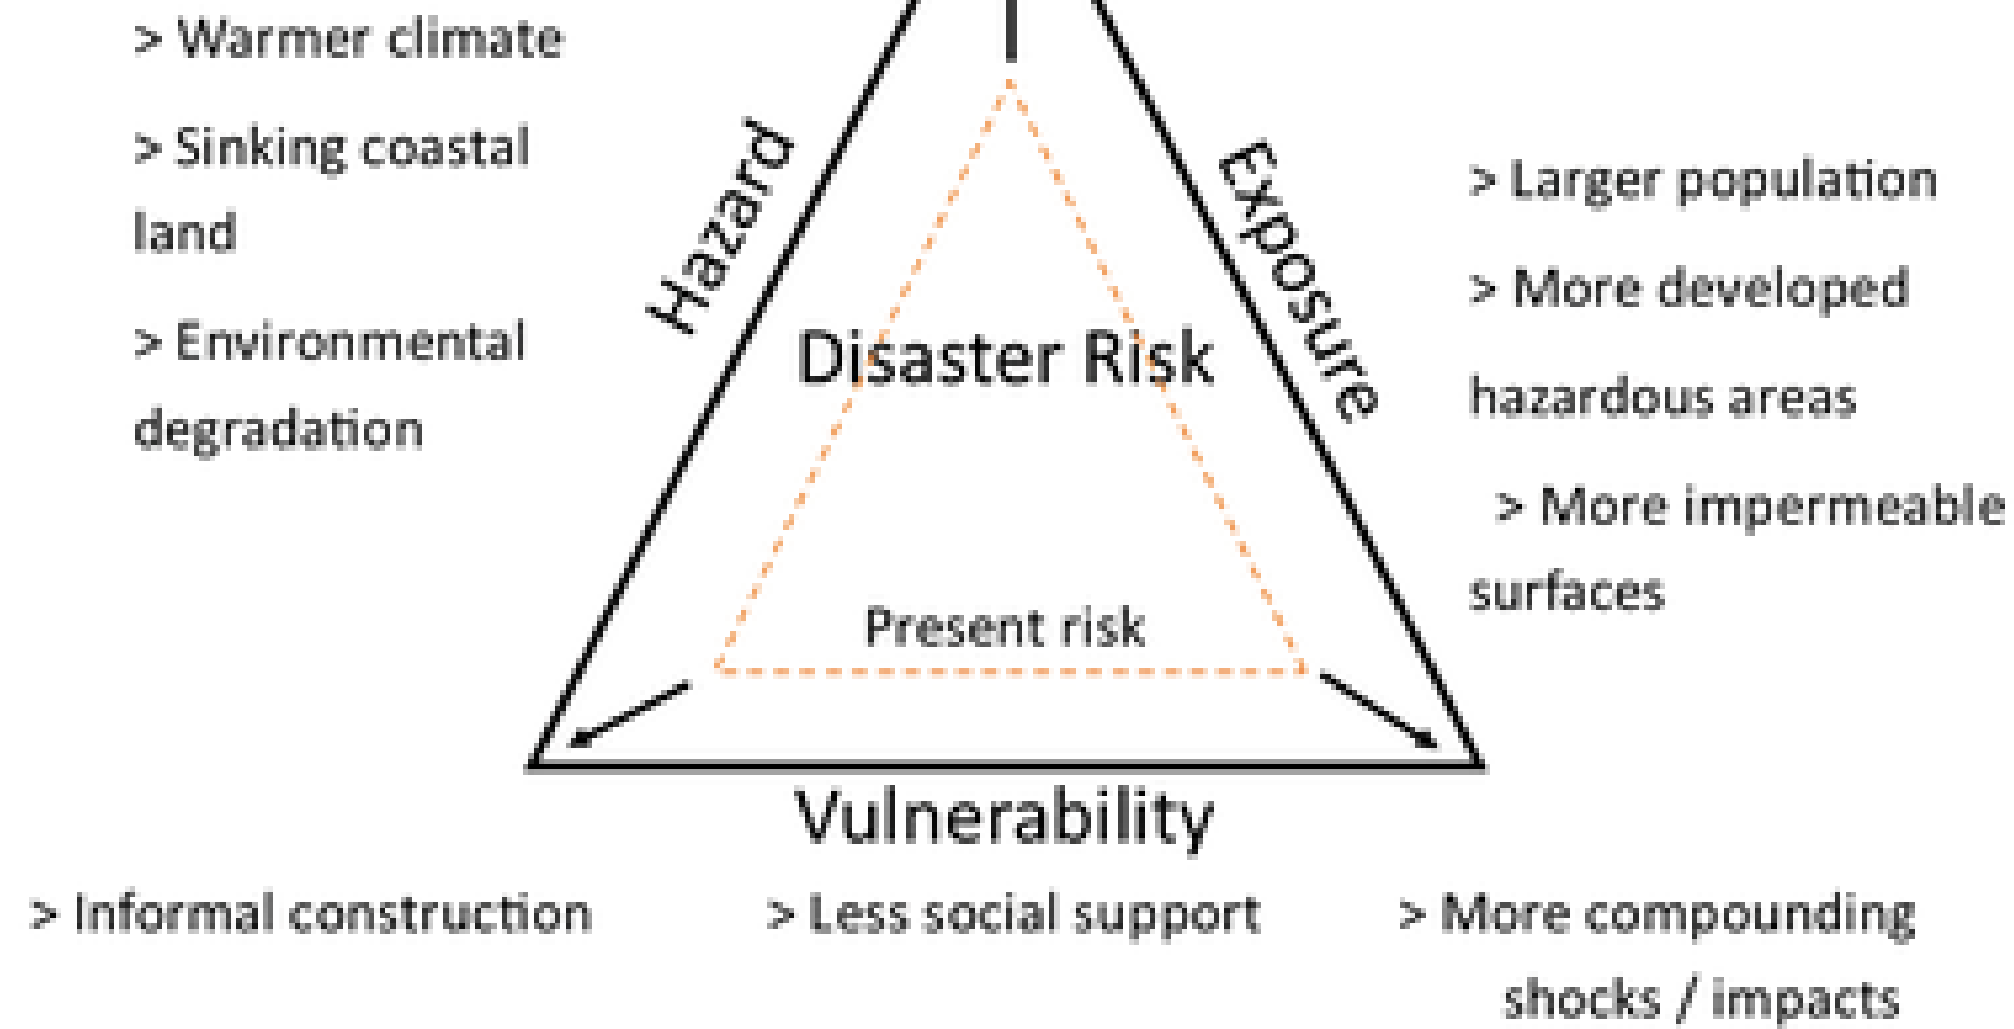 > Warmer climate
> Sinking coastal
land
> Environmental
degradation
Hazard
Exposure
> Larger population
> More developed
hazardous areas
> More impermeable
surfaces
Disaster Risk
Present risk
Vulnerability
> Informal construction
> Less social support
> More compounding
shocks / impacts